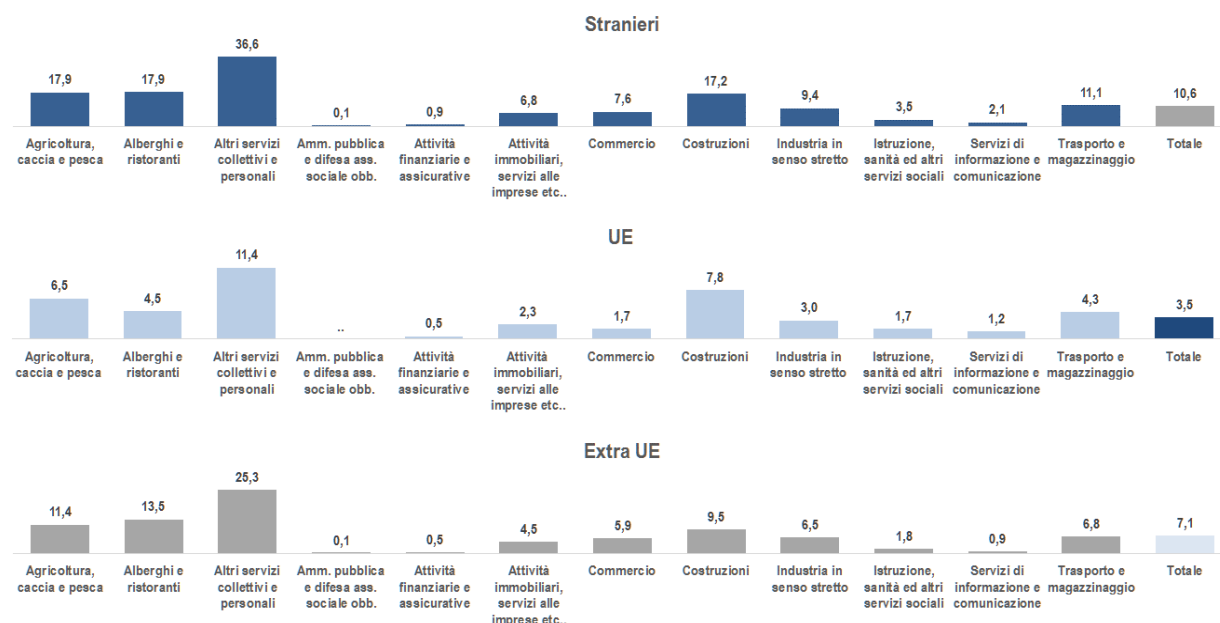 Stranieri
36,6
17,9
17,9
17,2
11,1
10,6
9,4
7,6
6,8
3,5
2,1
0,9
0,1
Agricoltura,
caccia e pesca
Alberghi e
ristoranti
Altri servizi
collettivi e
personali
Amm. pubblica
e difesa ass.
sociale obb.
Attività
finanziarie e
assicurative
Attività
immobiliari,
servizi alle
imprese etc..
Commercio
Costruzioni
Industria in
senso stretto
Istruzione,
sanità ed altri
servizi sociali
Servizi di
informazione e
comunicazione
Trasporto e
magazzinaggio
Totale
UE
6,5
4,5
11,4
..
0,5
2,3
1,7
7,8
3,0
1,7
1,2
4,3
3,5
Agricoltura,
caccia e pesca
Alberghi e
ristoranti
Altri servizi
collettivi e
personali
Amm. pubblica
e difesa ass.
sociale obb.
Attività
finanziarie e
assicurative
Attività
immobiliari,
servizi alle
imprese etc..
Commercio
Costruzioni
Industria in
senso stretto
Istruzione,
sanità ed altri
servizi sociali
Servizi di
informazione e
comunicazione
Trasporto e
magazzinaggio
Totale
Extra UE
11,4
13,5
25,3
0,1
0,5
4,5
5,9
9,5
6,5
1,8
0,9
6,8
7,1
Agricoltura,
caccia e pesca
Alberghi e
ristoranti
Altri servizi
collettivi e
personali
Amm. pubblica
e difesa ass.
sociale obb.
Attività
finanziarie e
assicurative
Attività
immobiliari,
servizi alle
imprese etc..
Commercio
Costruzioni
Industria in
senso stretto
Istruzione,
sanità ed altri
servizi sociali
Servizi di
informazione e
comunicazione
Trasporto e
magazzinaggio
Totale